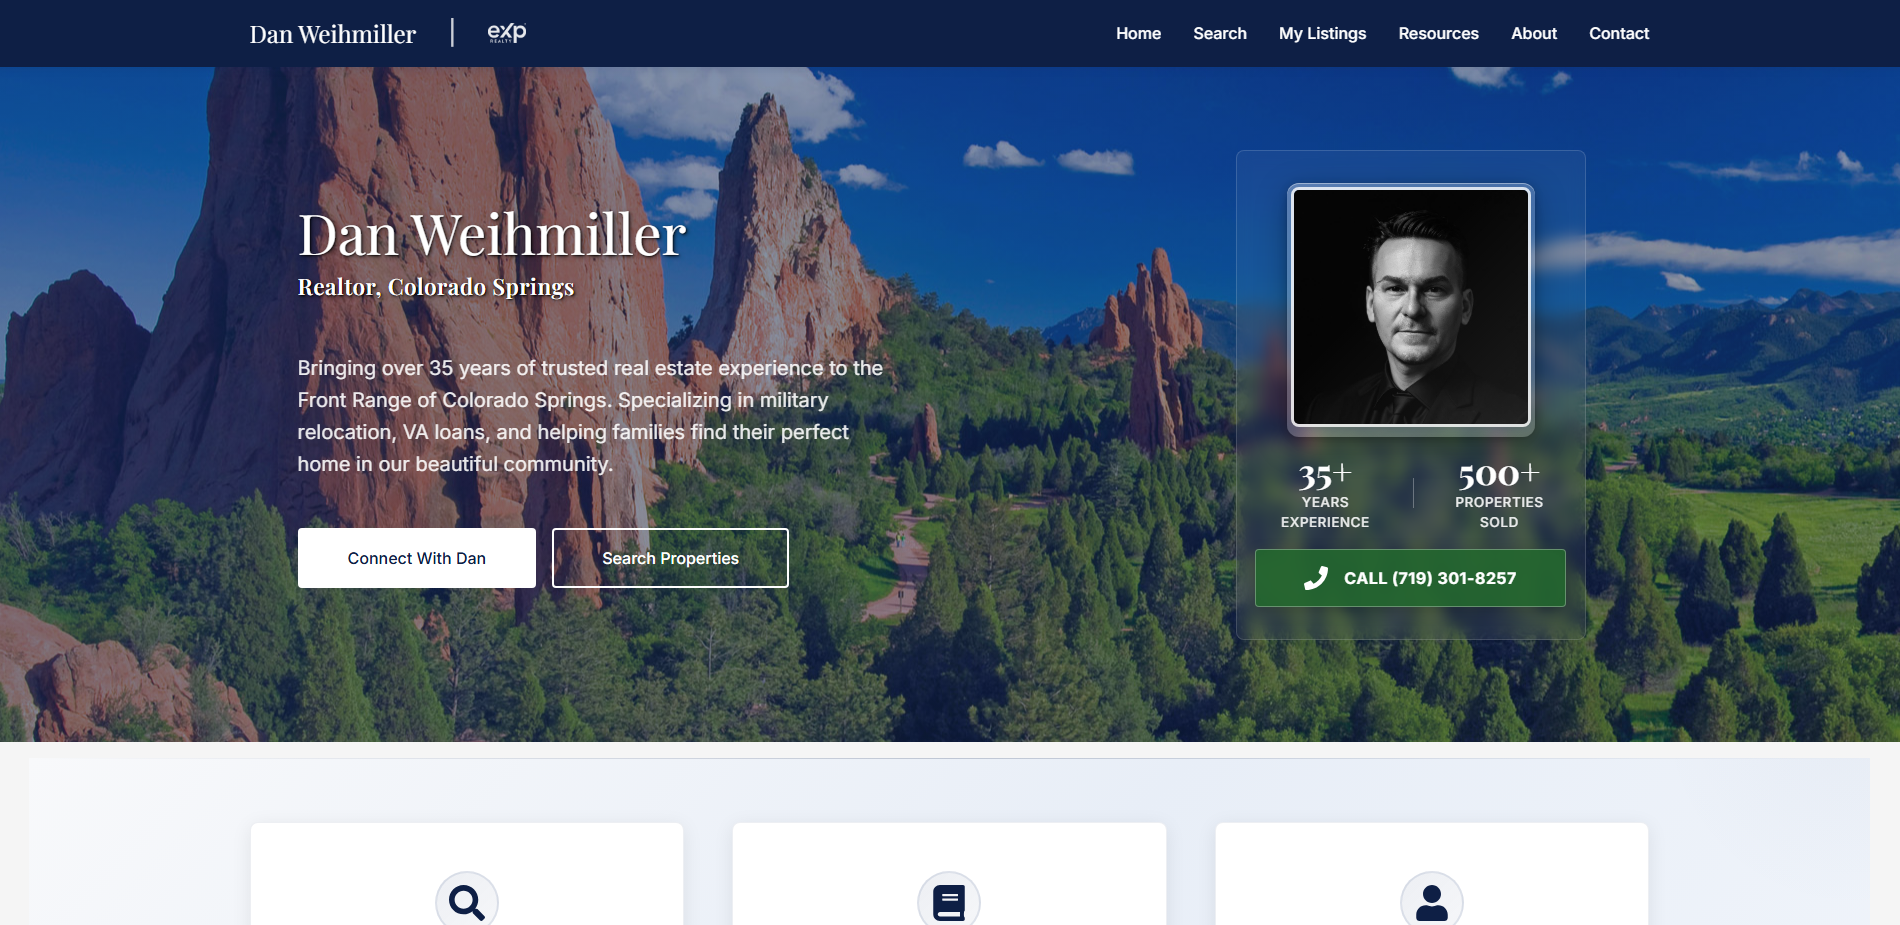 Dan Weihmiller
eXp
REALTY
Home
Search
My Listings
Resources
About
Contact
Dan Weihmiller
Realtor, Colorado Springs
Bringing over 35 years of trusted real estate experience to the
Front Range of Colorado Springs. Specializing in military
relocation, VA loans, and helping families find their perfect
home in our beautiful community.
Connect With Dan
Search Properties
35+
YEARS
EXPERIENCE
500+
PROPERTIES
SOLD
CALL (719) 301-8257